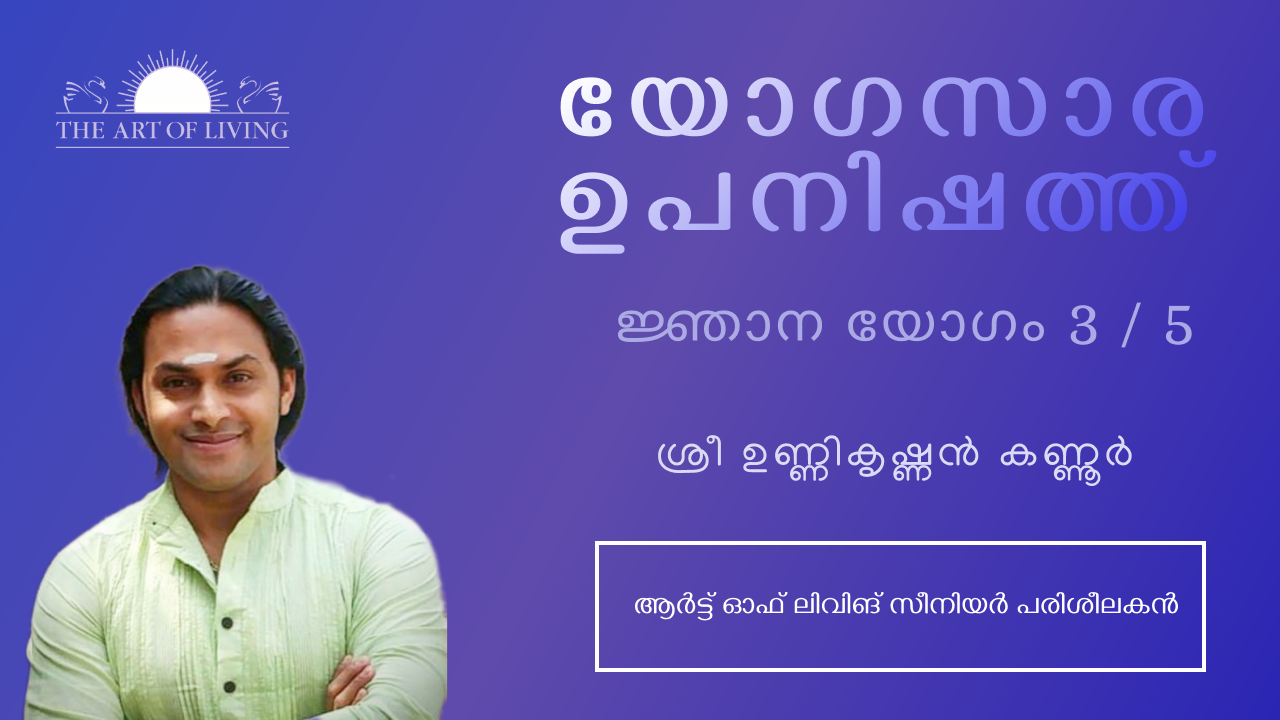 THE ART OF LIVING
യോഗസാര
ഉപനിഷത്ത്
ജ്ഞാന യോഗം 3 / 5
ശ്രീ ഉണ്ണികൃഷ്ണൻ കണ്ണൂർ
ആർട്ട് ഓഫ് ലിവിങ് സീനിയർ പരിശീലകൻ